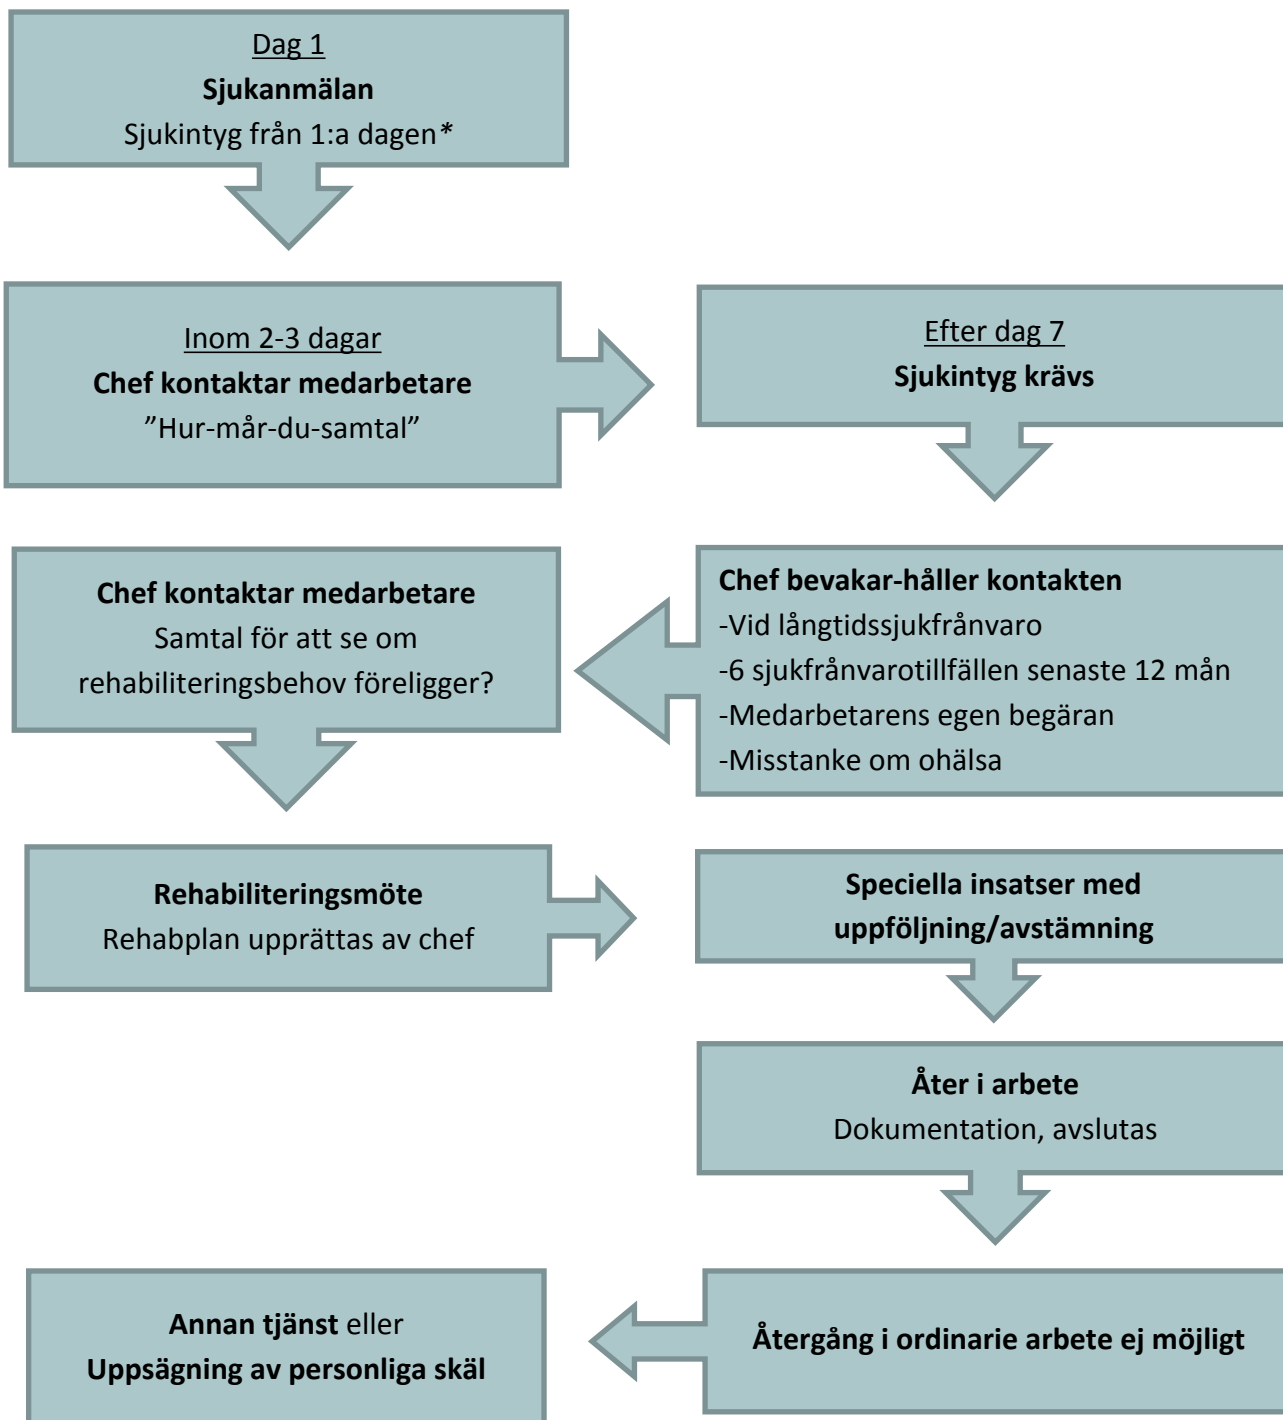 Dag 1
Sjukanmälan
Sjukintyg från 1:a dagen*
Inom 2-3 dagar
Chef kontaktar medarbetare
”Hur-mår-du-samtal”
Efter dag 7
Sjukintyg krävs
Chef bevakar-håller kontakten
-Vid långtidssjukfrånvaro
-6 sjukfrånvarotillfällen senaste 12 mån
-Medarbetarens egen begäran
-Misstanke om ohälsa
Chef kontaktar medarbetare
Samtal för att se om
rehabiliteringsbehov föreligger?
Rehabiliteringsmöte
Rehabplan upprättas av chef
Speciella insatser med
uppföljning/avstämning
Åter i arbete
Dokumentation, avslutas
Återgång i ordinarie arbete ej möjligt
Annan tjänst eller
Uppsägning av personliga skäl